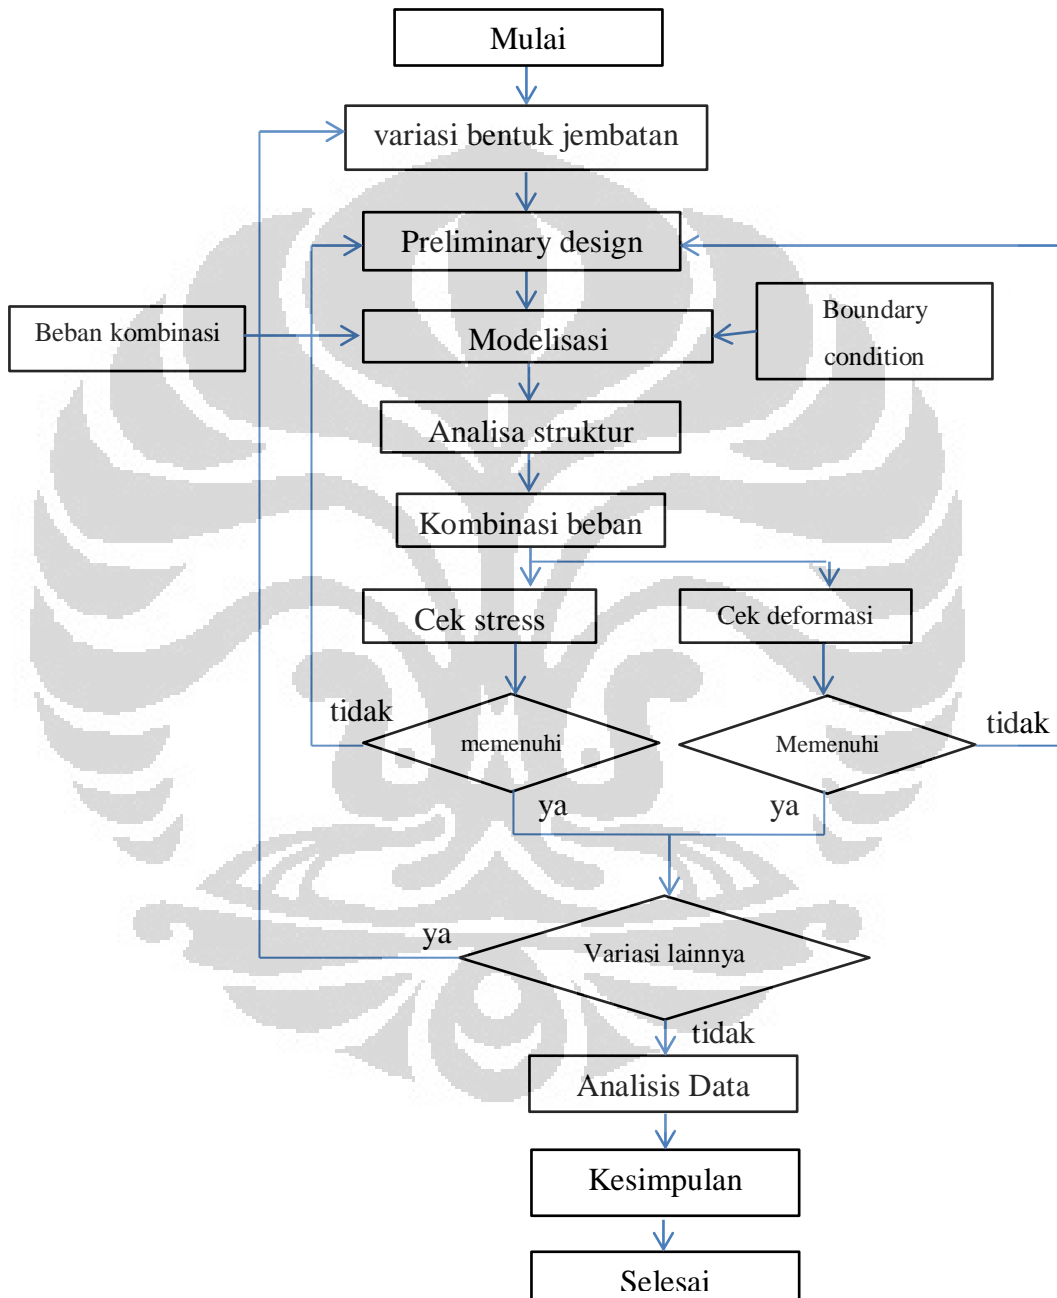 Mulai
variasi bentuk jembatan
Preliminary design
Beban kombinasi
Modelisasi
Boundary
condition
Analisa struktur
Kombinasi beban
Cek stress
Cek deformasi
tidak
memenuhi
Memenuhi
tidak
ya
ya
ya
Variasi lainnya
tidak
Analisis Data
Kesimpulan
Selesai